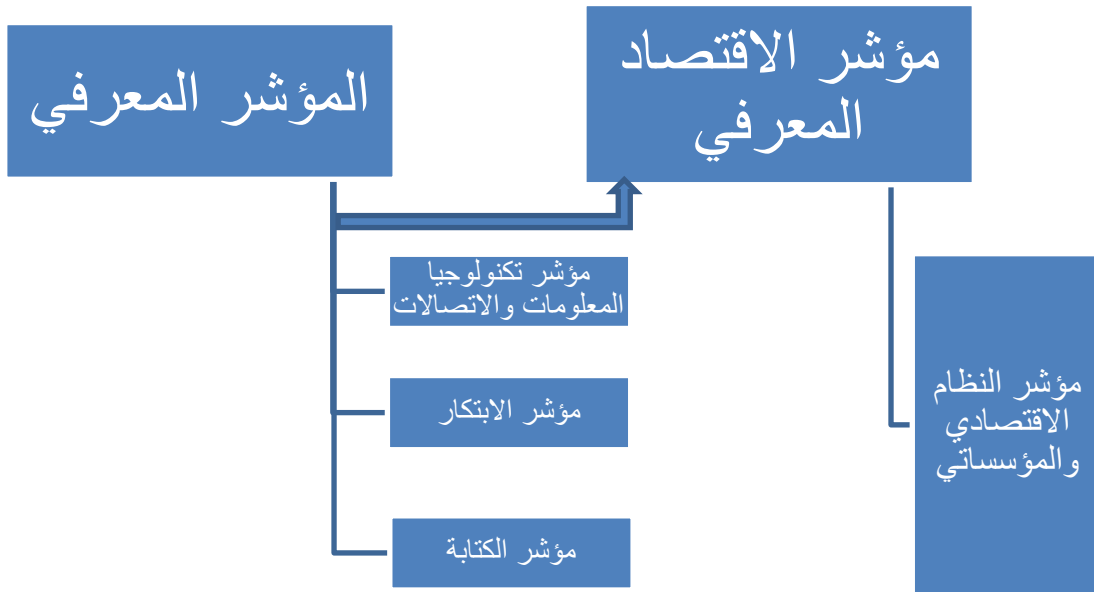 مؤشر الاقتصاد
المعرفي
المؤشر المعرفي
مؤشر تكنولوجيا
المعلومات والاتصالات
مؤشر الابتكار
مؤشر الكتابة
مؤشر النظام
الاقتصادي
والمؤسساتي